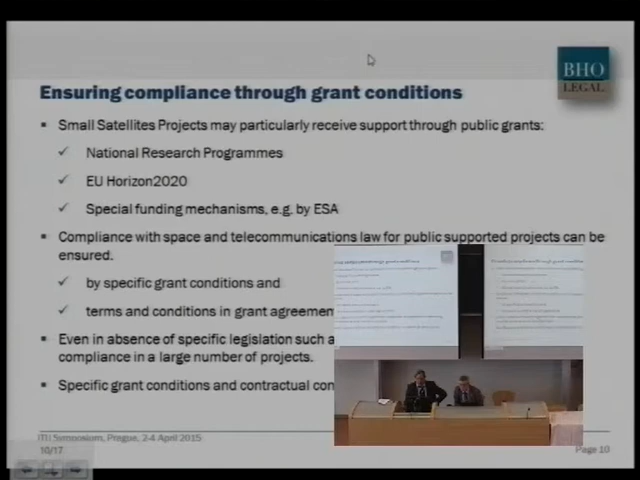 Ensuring compliance through grant conditions
BHO
LEGAL
Small Satellites Projects may particularly receive support through public grants:
National Research Programmes
EU Horizon2020
Special funding mechanisms, e.g. by ESA
Compliance with space and telecommunications law for public supported projects can be
ensured.
by specific grant conditions and
terms and conditions in grant agreemen
Even in absence of specific legislation such a
compliance in a large number of projects.
Specific grant conditions and contractual con
ITU Symposium, Prague, 2-4 April 2015
10/17
Page 10